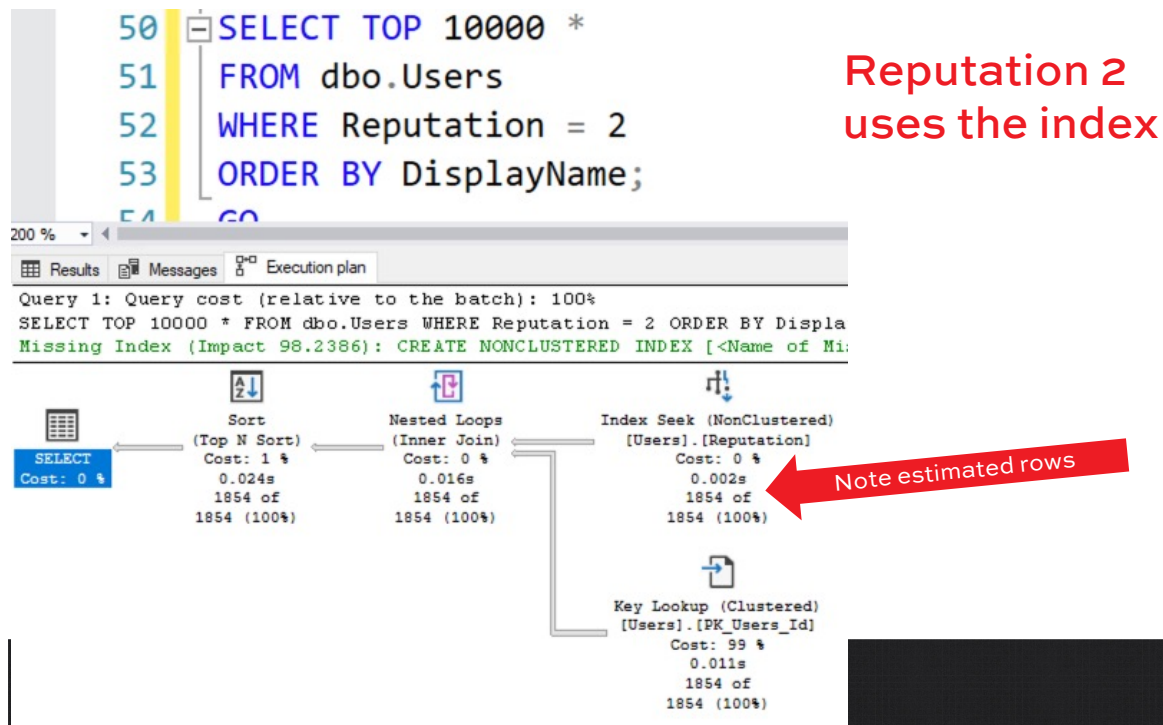 50 SELECT TOP 10000 *
51 FROM dbo.Users
52 WHERE Reputation = 2
53 ORDER BY DisplayName;
54 GO
Reputation 2
uses the index
200 %
Results Messages Execution plan
Query 1: Query cost (relative to the batch): 100%
SELECT TOP 10000 * FROM dbo.Users WHERE Reputation = 2 ORDER BY Displa
Missing Index (Impact 98.2386): CREATE NONCLUSTERED INDEX [<Name of Mi
SELECT
Cost: 0 %
Sort
(Top N Sort)
Cost: 1 %
0.024s
1854 of
1854 (100%)
Nested Loops
(Inner Join)
Cost: 0 %
0.016s
1854 of
1854 (100%)
Index Seek (NonClustered)
[Users].[Reputation]
Cost: 0 %
0.002s
1854 of
1854 (100%)
Note estimated rows
Key Lookup (Clustered)
[Users].[PK_Users_Id]
Cost: 99 %
0.011s
1854 of
1854 (100%)